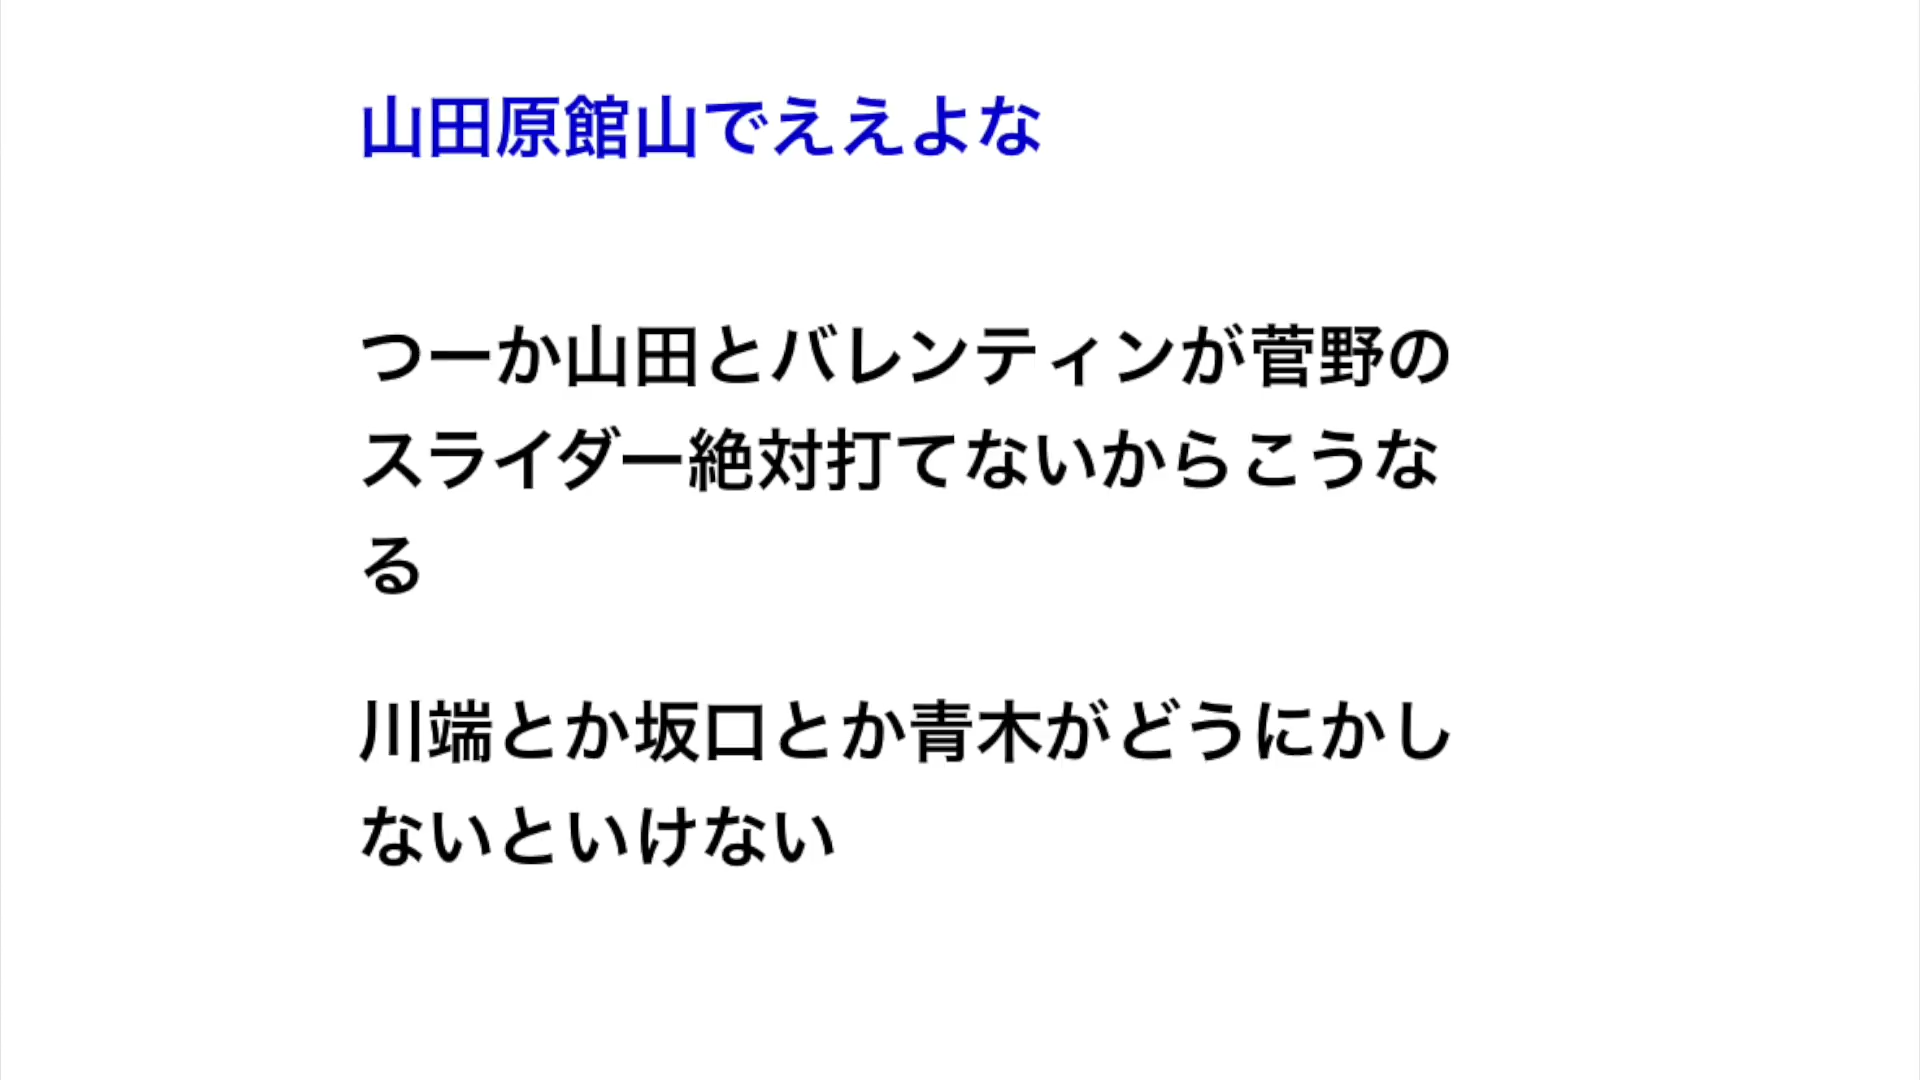 山田原館山でええよな
つーか山田とバレンティンが菅野の
スライダー絶対打てないからこうな
る
川端とか坂口とか青木がどうにかし
ないといけない